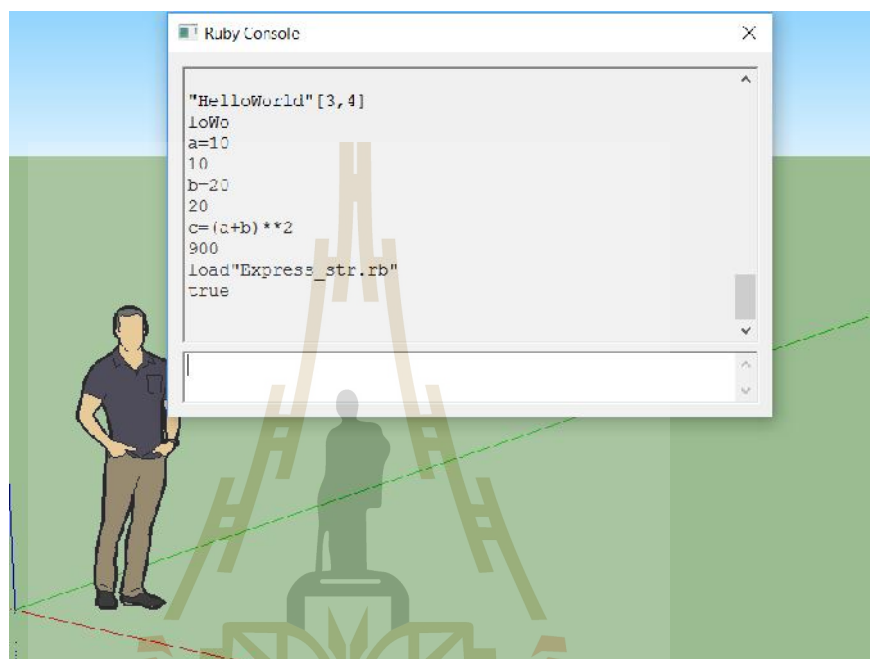 Ruby Console
"HelloWorld"[3,4]
loWo
a=10
10
b=20
20
c=(a+b)**2
900
load"Express_str.rb"
true